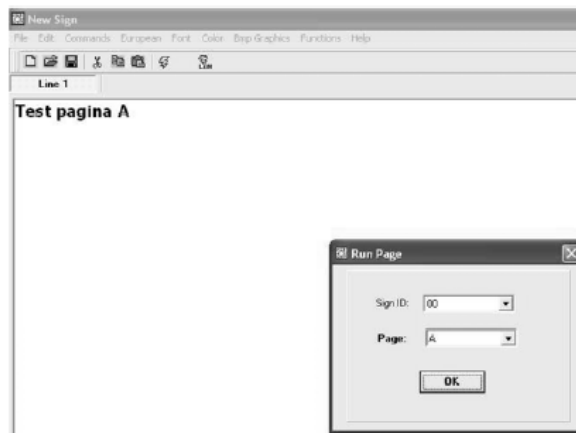 New Sign
File Edit Commands European Font Color Bmp Graphics Functions Help
Line 1
Test pagina A
Run Page
Sign ID: 00
Page: A
OK